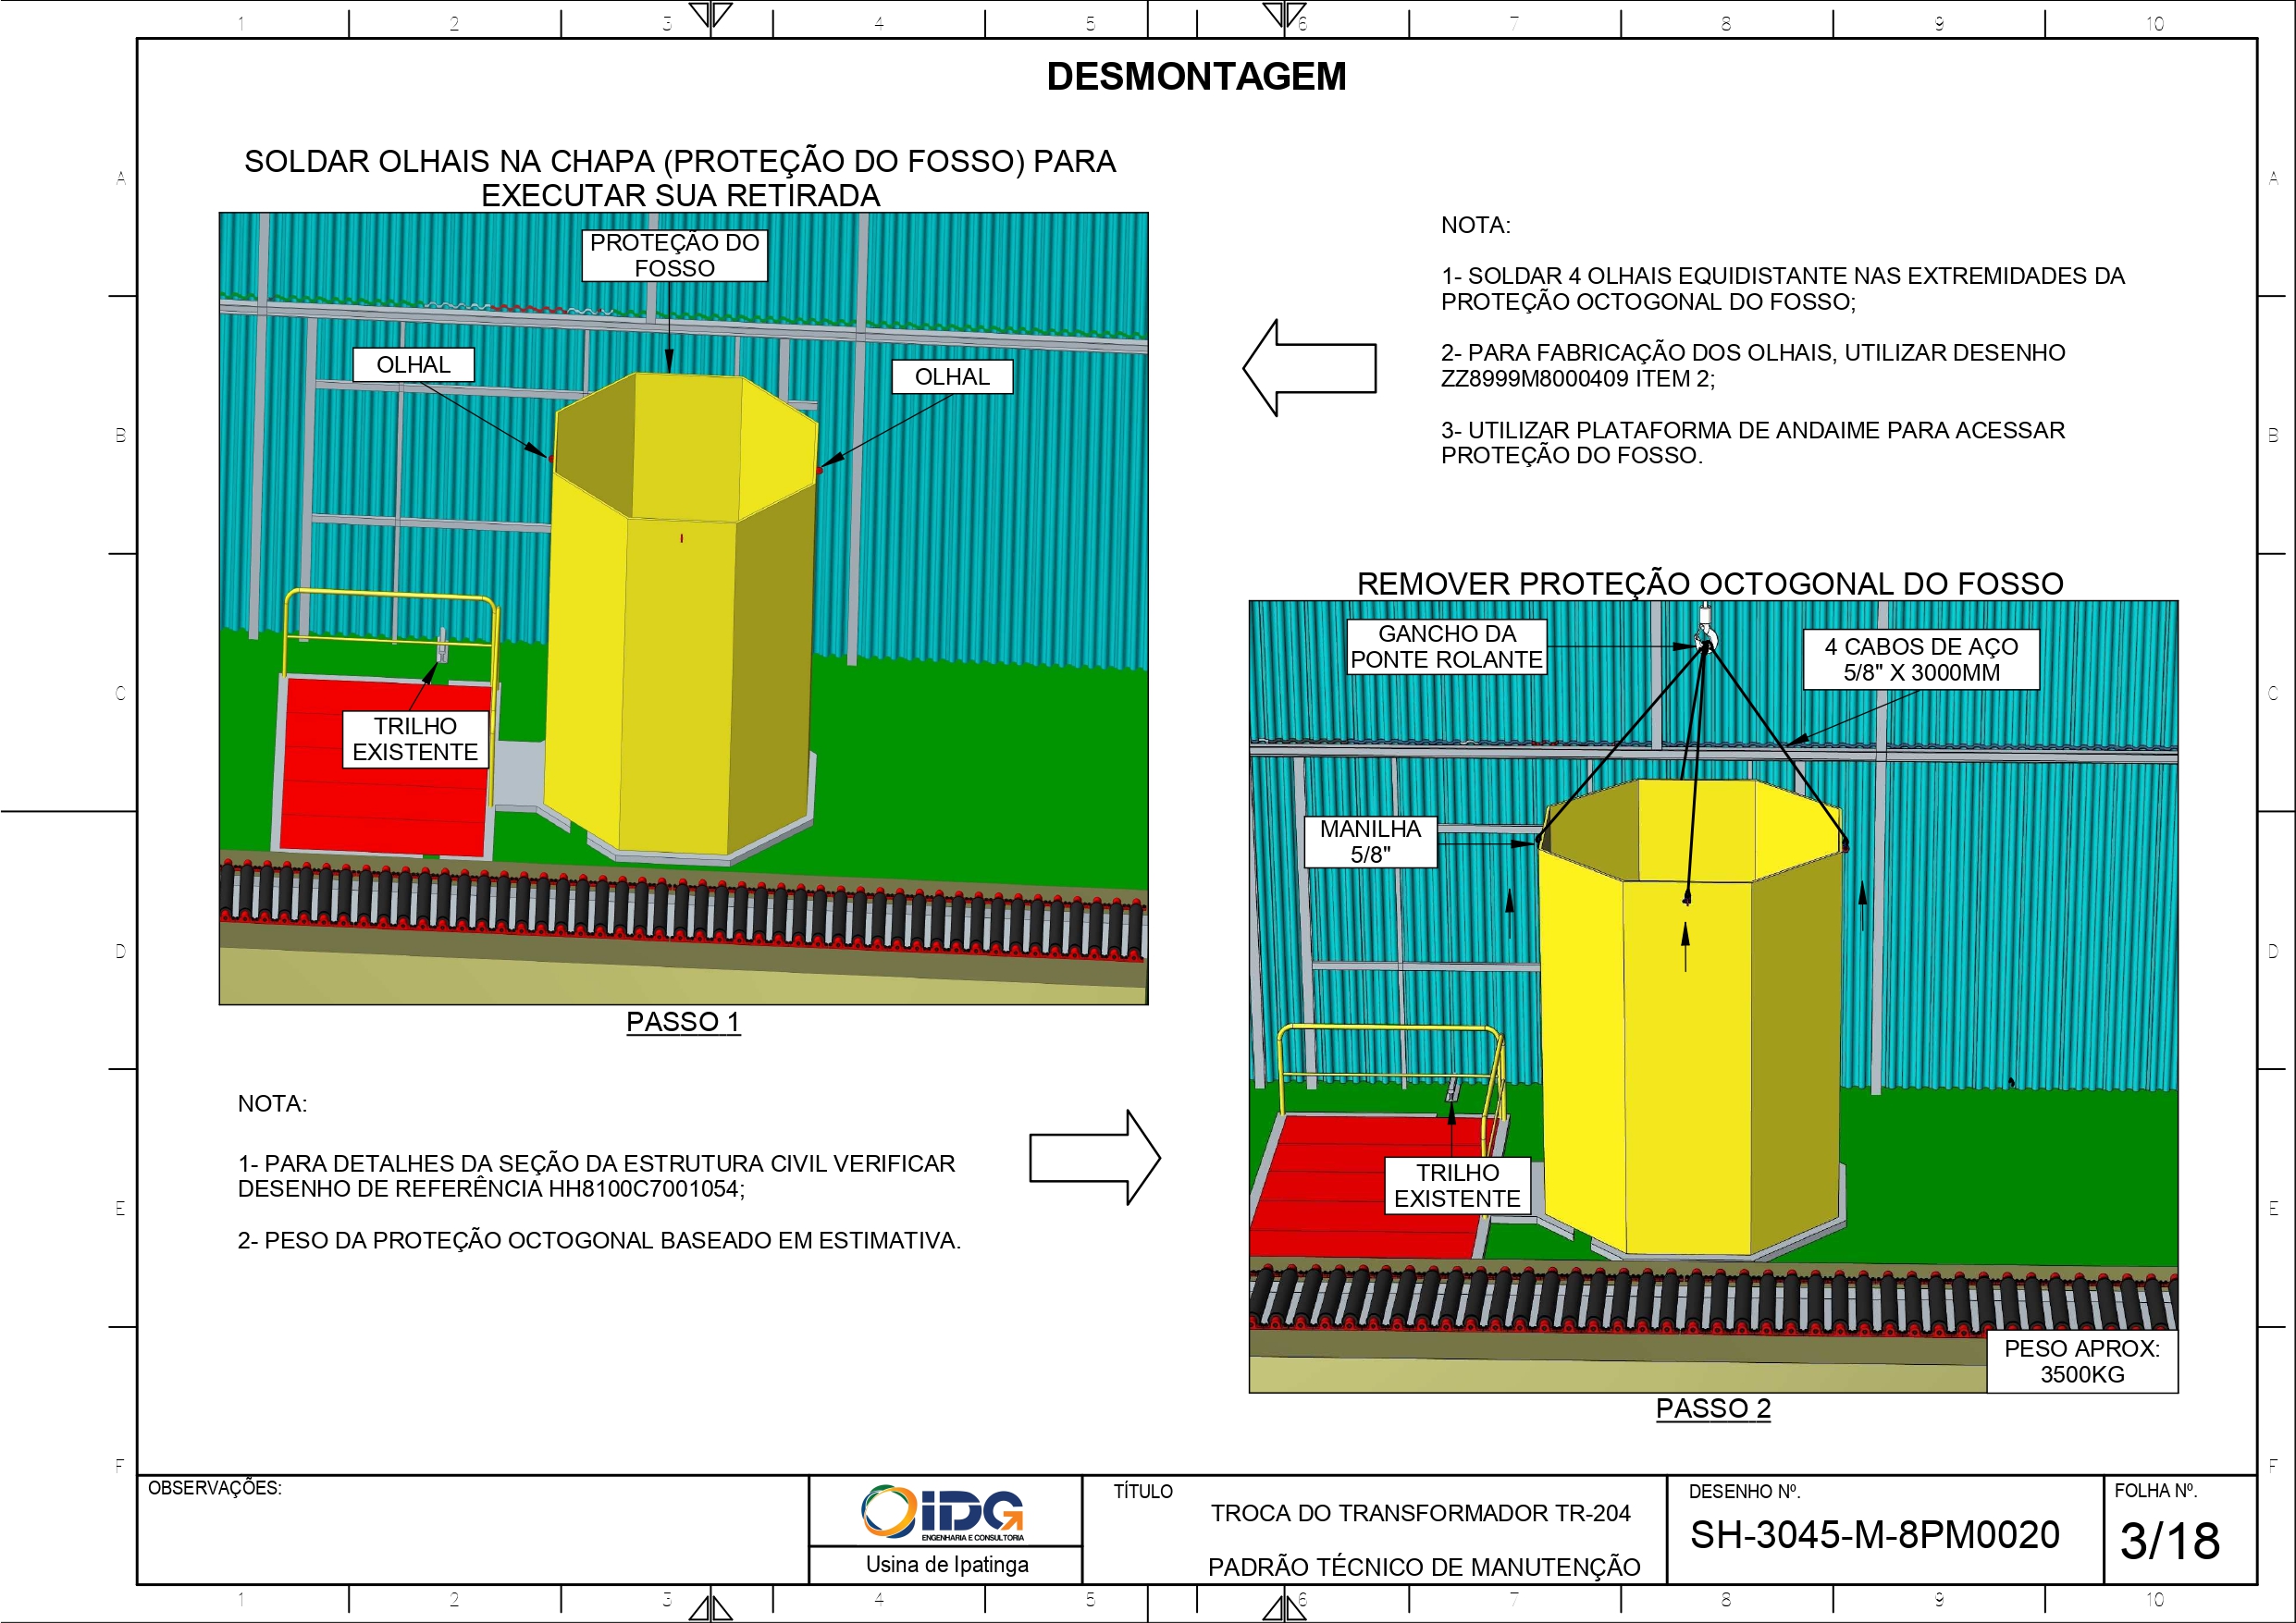 1 2 3 4 5 6 7 8 9 10
DESMONTAGEM
SOLDAR OLHAIS NA CHAPA (PROTEÇÃO DO FOSSO) PARA
EXECUTAR SUA RETIRADA
A
A
PROTEÇÃO DO
FOSSO
OLHAL
OLHAL
TRILHO
EXISTENTE
PASSO 1
NOTA:
1- SOLDAR 4 OLHAIS EQUIDISTANTE NAS EXTREMIDADES DA
PROTEÇÃO OCTOGONAL DO FOSSO;
2- PARA FABRICAÇÃO DOS OLHAIS, UTILIZAR DESENHO
ZZ8999M8000409 ITEM 2;
3- UTILIZAR PLATAFORMA DE ANDAIME PARA ACESSAR
PROTEÇÃO DO FOSSO.
B
B
REMOVER PROTEÇÃO OCTOGONAL DO FOSSO
GANCHO DA
PONTE ROLANTE
4 CABOS DE AÇO
5/8" X 3000MM
C
C
MANILHA
5/8"
D
D
TRILHO
EXISTENTE
PESO APROX:
3500KG
PASSO 2
NOTA:
1- PARA DETALHES DA SEÇÃO DA ESTRUTURA CIVIL VERIFICAR
DESENHO DE REFERÊNCIA HH8100C7001054;
2- PESO DA PROTEÇÃO OCTOGONAL BASEADO EM ESTIMATIVA.
E
E
F
F
OBSERVAÇÕES:
IDG
ENGENHARIA E CONSULTORIA
Usina de Ipatinga
TÍTULO
TROCA DO TRANSFORMADOR TR-204
PADRÃO TÉCNICO DE MANUTENÇÃO
DESENHO Nº.
SH-3045-M-8PM0020
FOLHA Nº.
3/18
1 2 3 4 5 6 7 8 9 10